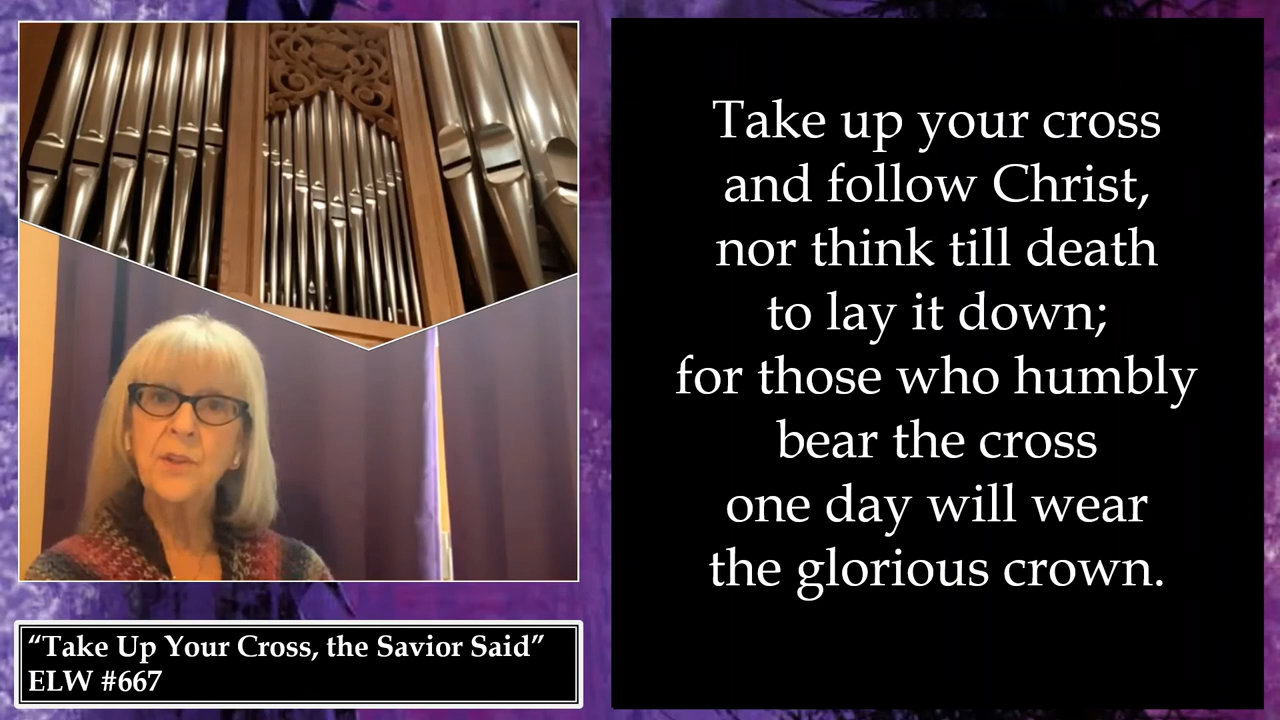 Take up your cross
and follow Christ,
nor think till death
to lay it down;
for those who humbly
bear the cross
one day will wear
the glorious crown.
“Take Up Your Cross, the Savior Said”
ELW #667